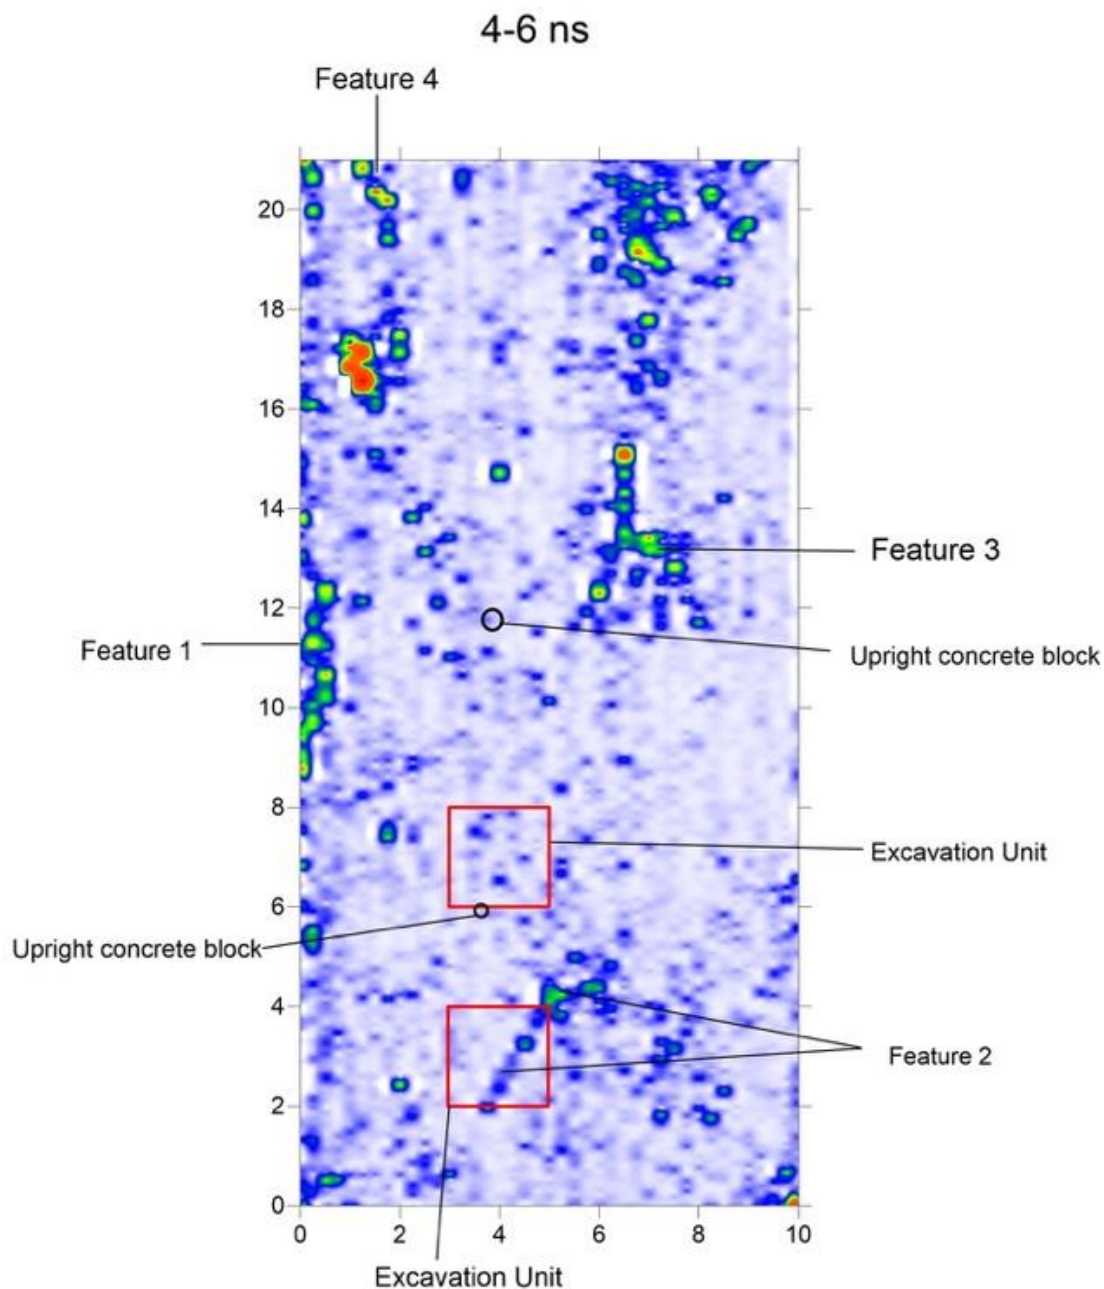 4-6 ns
Feature 4
20
18
16
14
Feature 3
12
Feature 1
Upright concrete block
10
8
Excavation Unit
6
Upright concrete block
4
Feature 2
2
0
0 2 4 6 8 10
Excavation Unit